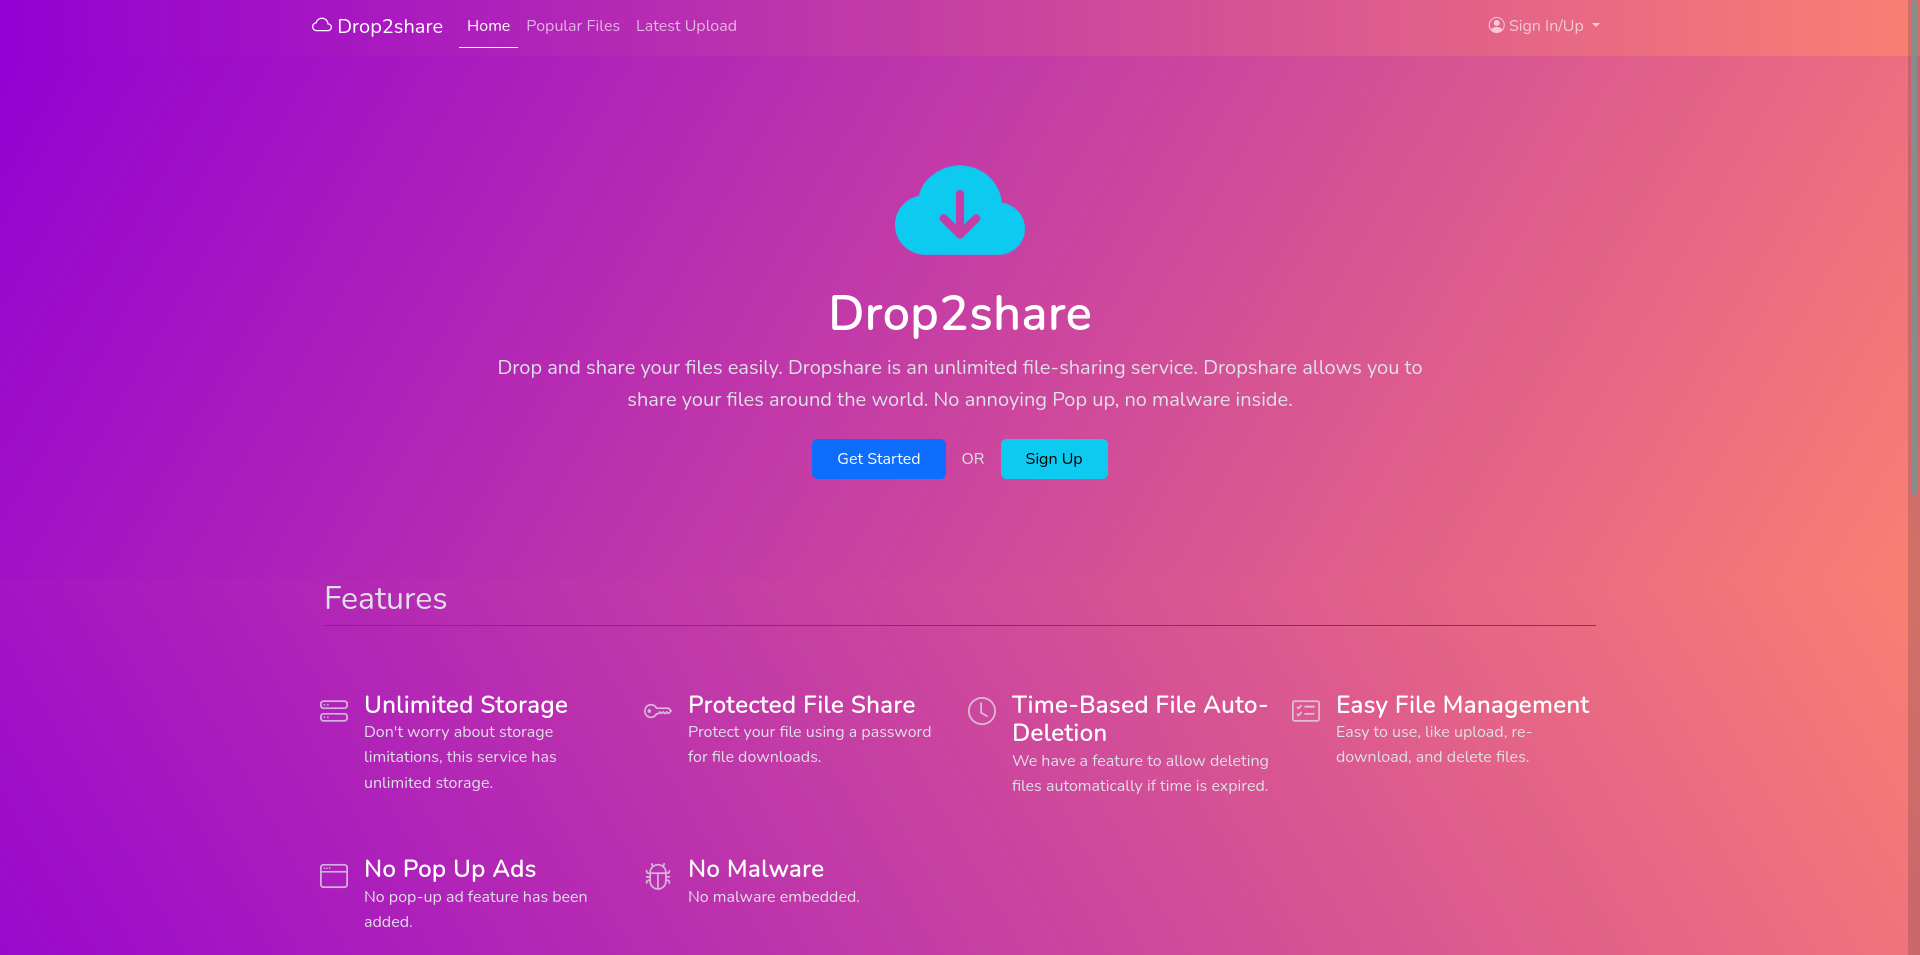 Drop2share
Home
Popular Files
Latest Upload
Sign In/Up
Drop2share
Drop and share your files easily. Dropshare is an unlimited file-sharing service. Dropshare allows you to
share your files around the world. No annoying Pop up, no malware inside.
Get Started
OR
Sign Up
Features
Unlimited Storage
Don't worry about storage
limitations, this service has
unlimited storage.
Protected File Share
Protect your file using a password
for file downloads.
Time-Based File Auto-
Deletion
We have a feature to allow deleting
files automatically if time is expired.
Easy File Management
Easy to use, like upload, re-
download, and delete files.
No Pop Up Ads
No pop-up ad feature has been
added.
No Malware
No malware embedded.